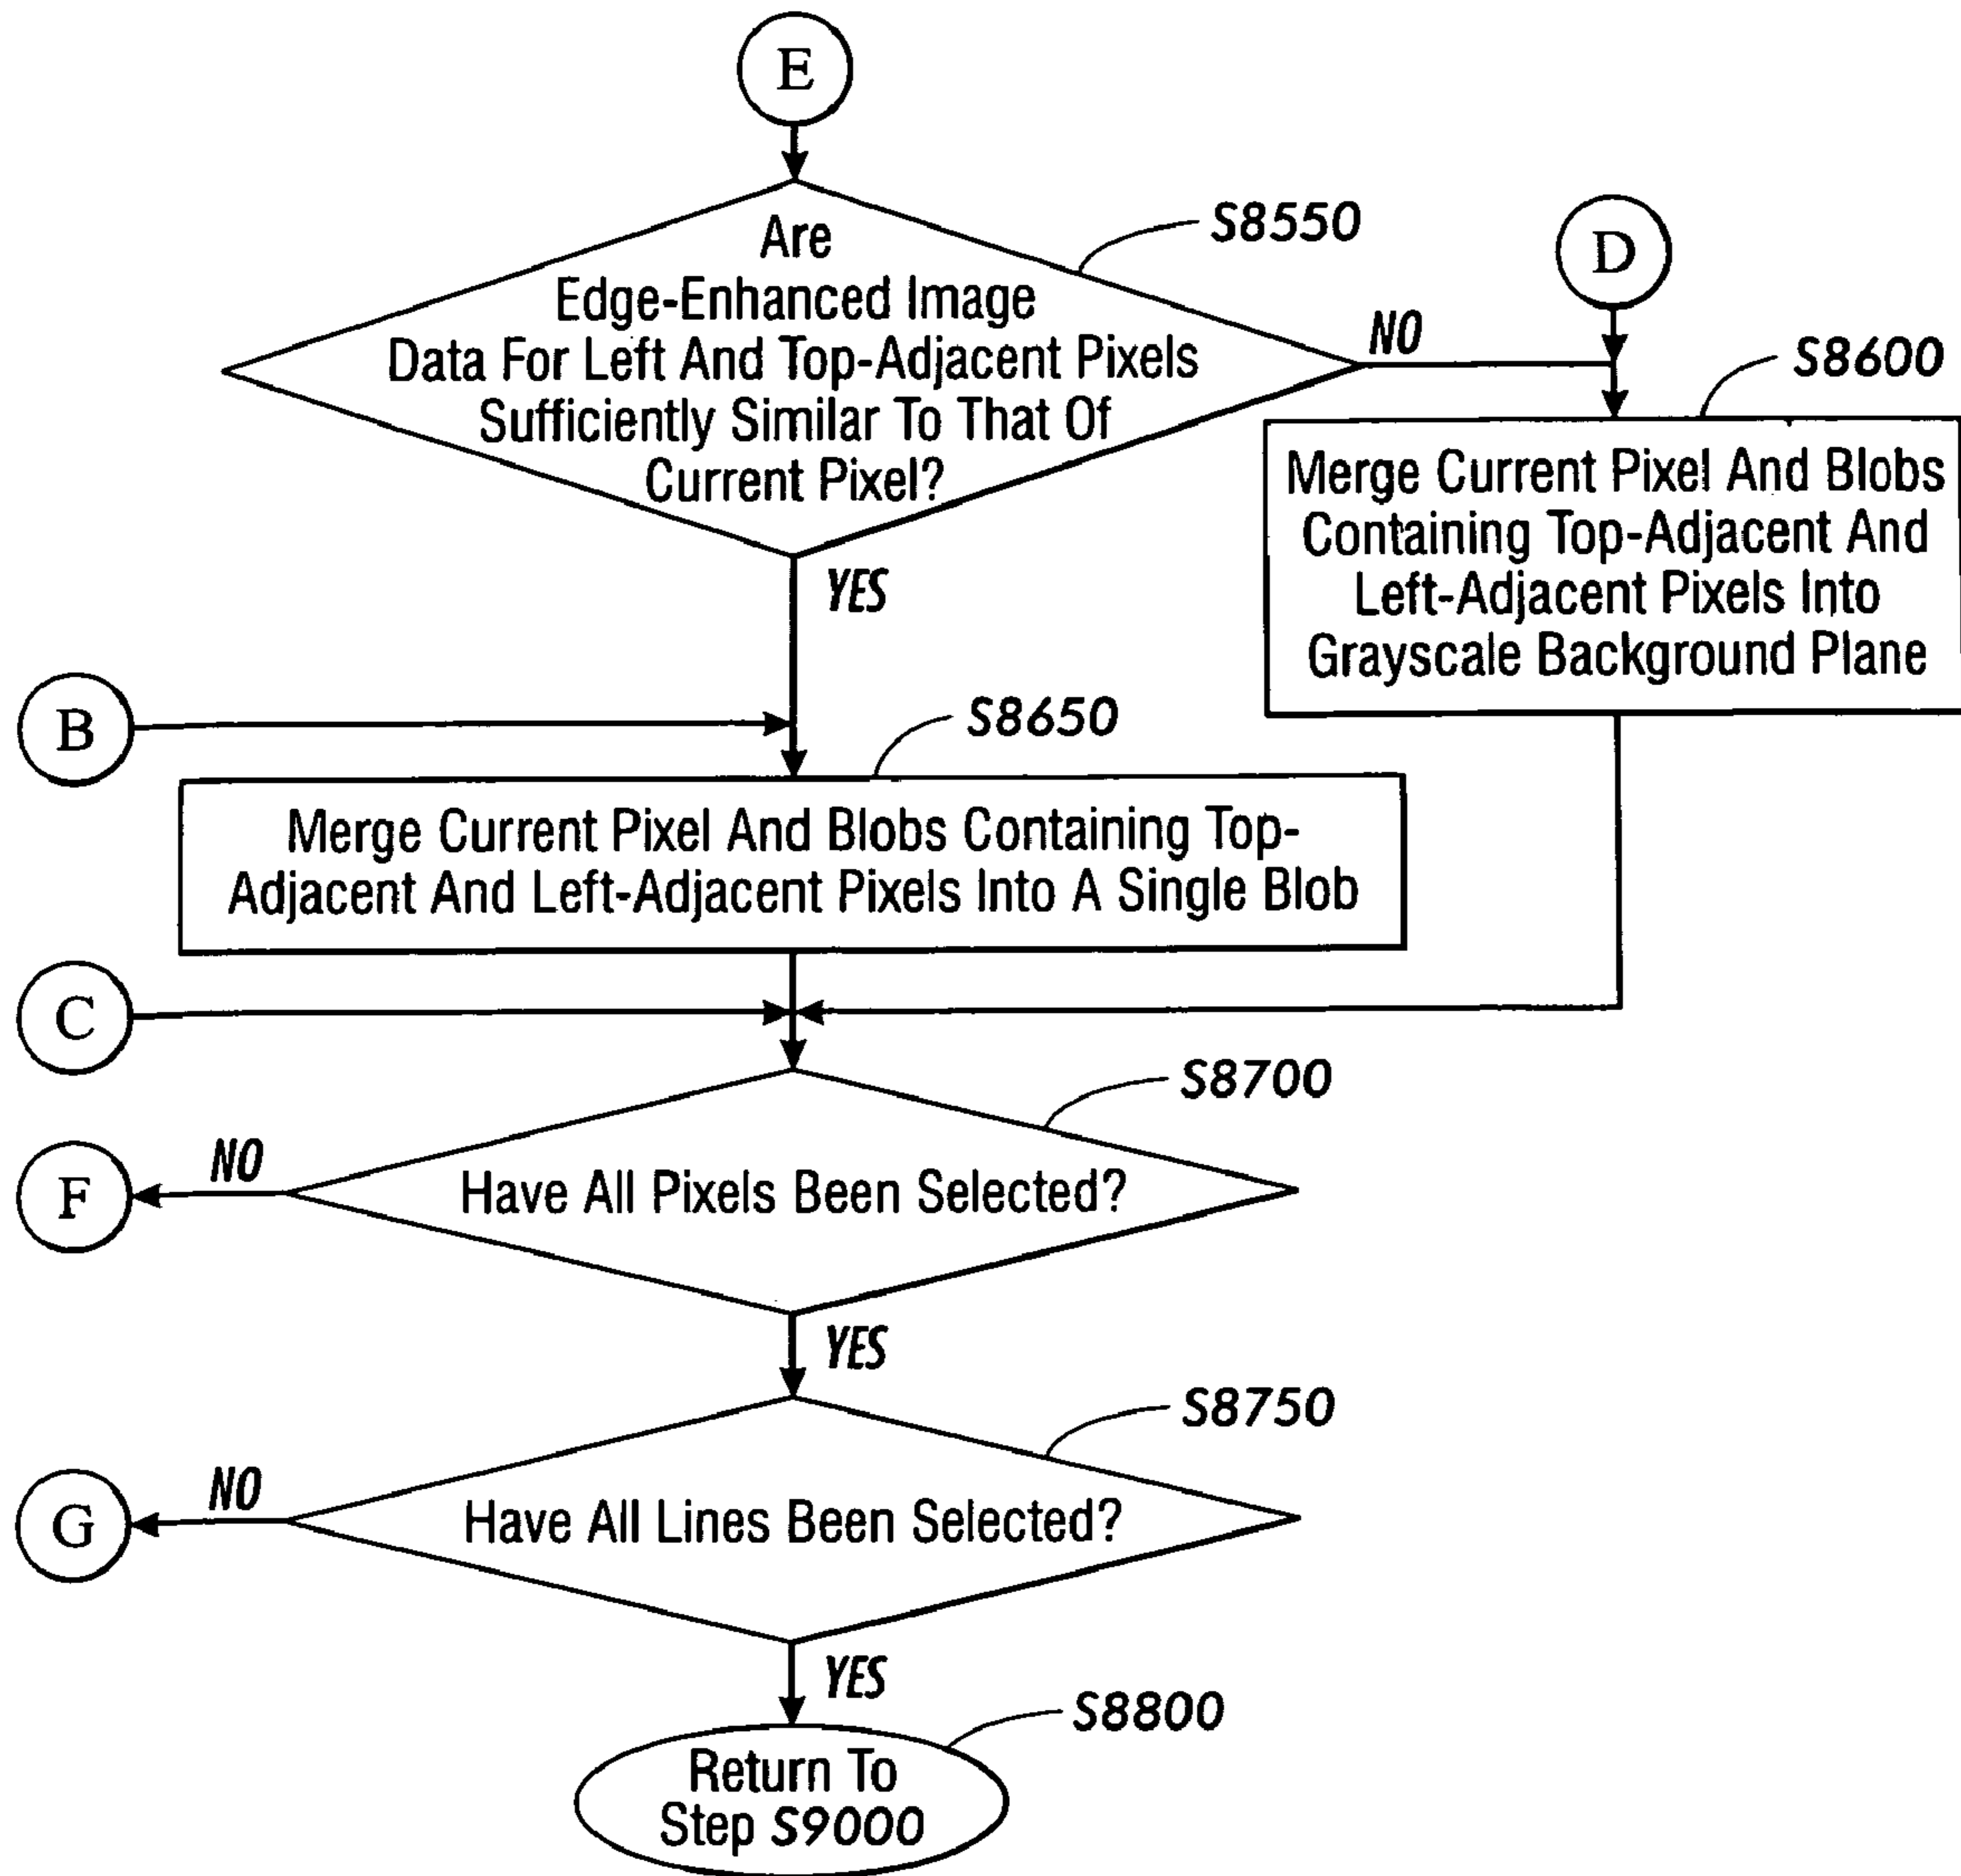 E
Are
Edge-Enhanced Image
Data For Left And Top-Adjacent Pixels
Sufficiently Similar To That Of
Current Pixel?
S8550
NO
YES
D
S8600
Merge Current Pixel And Blobs
Containing Top-Adjacent And
Left-Adjacent Pixels Into
Grayscale Background Plane
B
S8650
Merge Current Pixel And Blobs Containing Top-
Adjacent And Left-Adjacent Pixels Into A Single Blob
C
S8700
F
NO
Have All Pixels Been Selected?
YES
S8750
G
NO
Have All Lines Been Selected?
YES
S8800
Return To
Step S9000